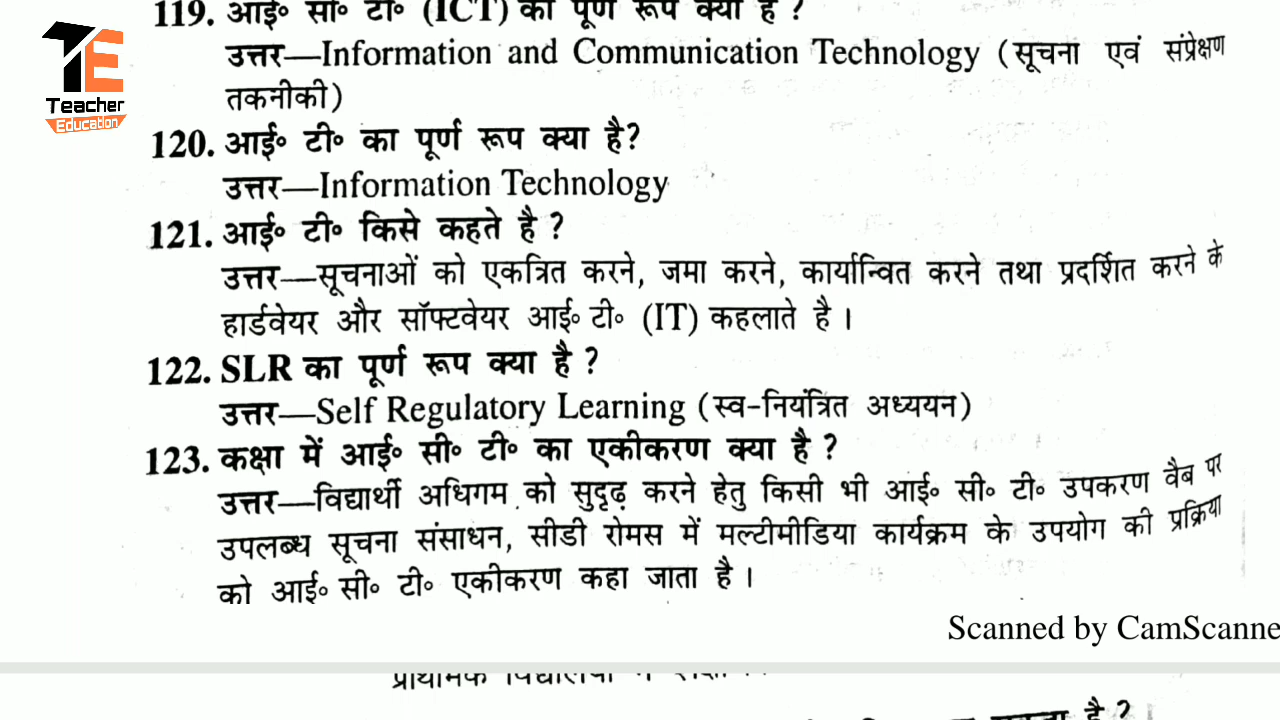 119. आई॰ सी॰ टी॰ (ICT) का पूर्ण रूप क्या है ?
उत्तर—Information and Communication Technology (सूचना एवं संप्रेक्षण
तकनीकी)
120. आई॰ टी॰ का पूर्ण रूप क्या है?
उत्तर—Information Technology
121. आई॰ टी॰ किसे कहते है ?
उत्तर—सूचनाओं को एकत्रित करने, जमा करने, कार्यान्वित करने तथा प्रदर्शित करने के
हार्डवेयर और सॉफ्टवेयर आई॰ टी॰ (IT) कहलाते है ।
122. SLR का पूर्ण रूप क्या है ?
उत्तर—Self Regulatory Learning (स्व-नियंत्रित अध्ययन)
123. कक्षा में आई॰ सी॰ टी॰ का एकीकरण क्या है ?
उत्तर—विद्यार्थी अधिगम को सुदृढ़ करने हेतु किसी भी आई॰ सी॰ टी॰ उपकरण वैब पर
उपलब्ध सूचना संसाधन, सीडी रोमस में मल्टीमीडिया कार्यक्रम के उपयोग की प्रक्रिया
को आई॰ सी॰ टी॰ एकीकरण कहा जाता है ।
TE
Teacher
Education
Scanned by CamScanne
है ?